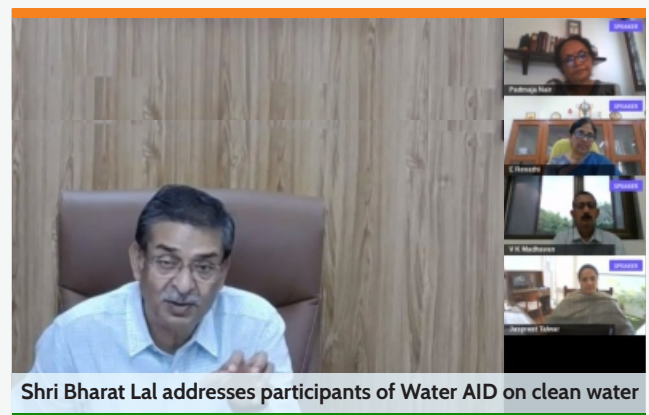 SPEAKER
Padmaja Nair
SPEAKER
SPEAKER
V K Madhavan
SPEAKER
Janpreet Talwar
Shri Bharat Lal addresses participants of Water AID on clean water